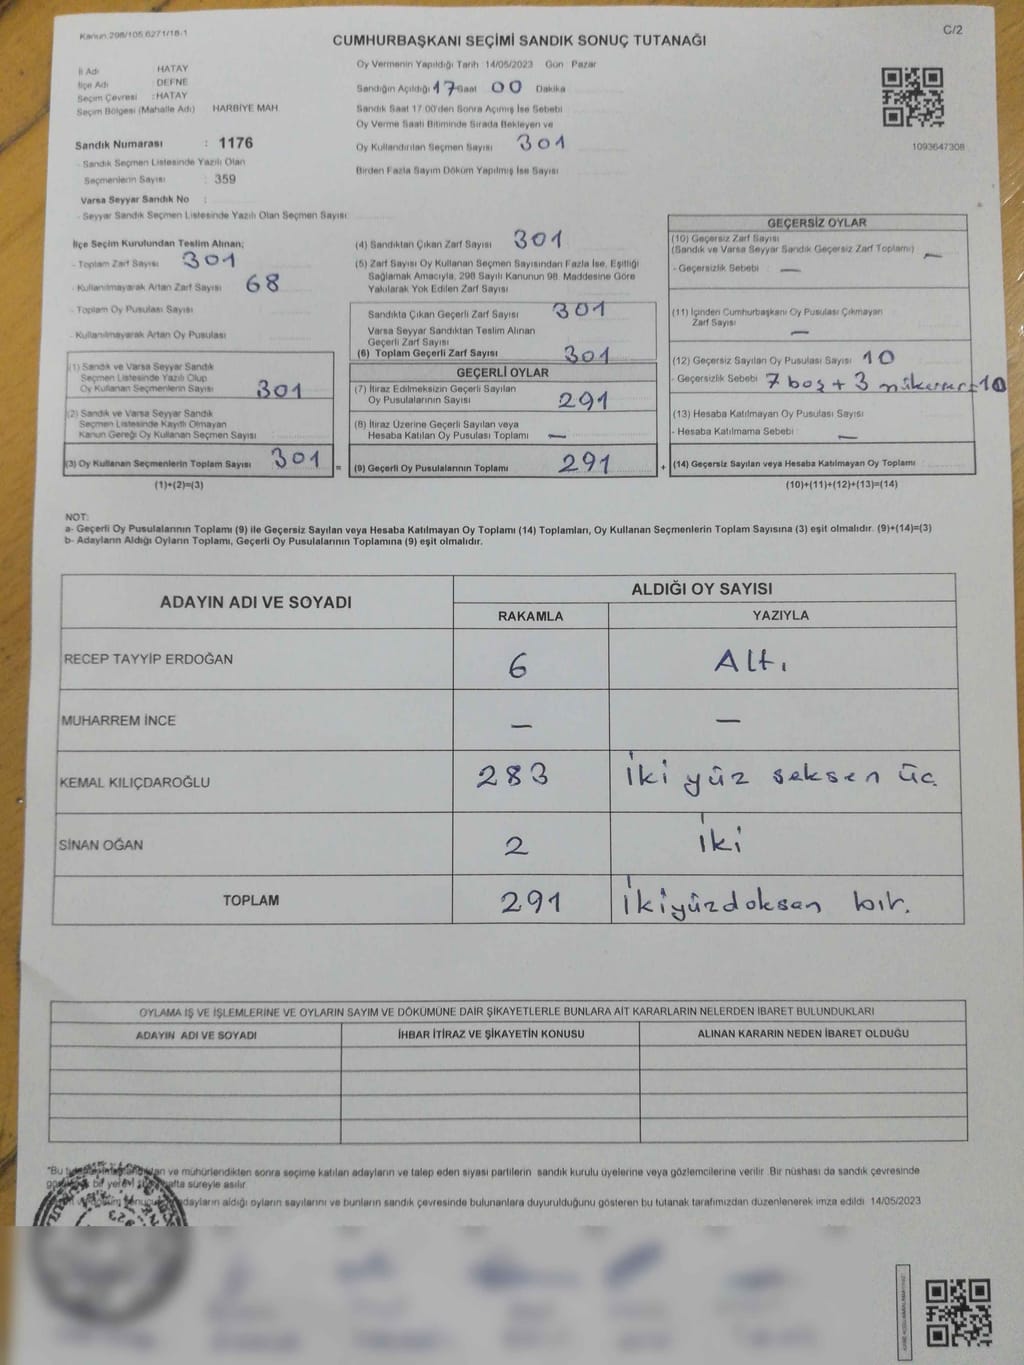 Kanun 298/105,6271/18-1
C/2
CUMHURBAŞKANI SEÇİMİ SANDIK SONUÇ TUTANAĞI
İl Adı HATAY
İlçe Adı DEFNE
Seçim Çevresi : HATAY
Seçim Bölgesi (Mahalle Adı) HARBİYE MAH.
Sandık Numarası : 1176
- Sandık Seçmen Listesinde Yazılı Olan
Seçmenlerin Sayısı : 359
Varsa Seyyar Sandık No :
- Seyyar Sandık Seçmen Listesinde Yazılı Olan Seçmen Sayısı
Oy Vermenin Yapıldığı Tarih 14/05/2023 Gün Pazar
Sandığın Açıldığı 17 Saat 00 Dakika
Sandık Saat 17.00'den Sonra Açılmış İse Sebebi
Oy Verme Saati Bitiminde Sırada Bekleyen ve
Oy Kullandırılan Seçmen Sayısı 301
Birden Fazla Sayım Döküm Yapılmış İse Sayısı
1093647308
İlçe Seçim Kurulundan Teslim Alınan;
- Toplam Zarf Sayısı 301
- Kullanılmayarak Artan Zarf Sayısı 68
- Toplam Oy Pusulası Sayısı
- Kullanılmayarak Artan Oy Pusulası
(1) Sandık ve Varsa Seyyar Sandık
Seçmen Listesinde Yazılı Olup
Oy Kullanan Seçmenlerin Sayısı 301
(2) Sandık ve Varsa Seyyar Sandık
Seçmen Listesinde Kayıtlı Olmayan
Kanun Gereği Oy Kullanan Seçmen Sayısı
(3) Oy Kullanan Seçmenlerin Toplam Sayısı 301 =
(1)+(2)=(3)
(4) Sandıktan Çıkan Zarf Sayısı 301
(5) Zarf Sayısı Oy Kullanan Seçmen Sayısından Fazla İse, Eşitliği
Sağlamak Amacıyla, 298 Sayılı Kanunun 98. Maddesine Göre
Yakılarak Yok Edilen Zarf Sayısı
Sandıkta Çıkan Geçerli Zarf Sayısı 301
Varsa Seyyar Sandıktan Teslim Alınan
Geçerli Zarf Sayısı
(6) Toplam Geçerli Zarf Sayısı 301
GEÇERLİ OYLAR
(7) İtiraz Edilmeksizin Geçerli Sayılan
Oy Pusulalarının Sayısı 291
(8) İtiraz Üzerine Geçerli Sayılan veya
Hesaba Katılan Oy Pusulası Toplamı —
(9) Geçerli Oy Pusulalarının Toplamı 291 +
GEÇERSİZ OYLAR
(10) Geçersiz Zarf Sayısı
(Sandık ve Varsa Seyyar Sandık Geçersiz Zarf Toplamı) —
- Geçersizlik Sebebi : —
(11) İçinden Cumhurbaşkanı Oy Pusulası Çıkmayan
Zarf Sayısı —
(12) Geçersiz Sayılan Oy Pusulası Sayısı 10
- Geçersizlik Sebebi : 7 boş + 3 mükerrer = 10
(13) Hesaba Katılmayan Oy Pusulası Sayısı
- Hesaba Katılmama Sebebi : —
(14) Geçersiz Sayılan veya Hesaba Katılmayan Oy Toplamı
(10)+(11)+(12)+(13)=(14)
NOT:
a- Geçerli Oy Pusulalarının Toplamı (9) ile Geçersiz Sayılan veya Hesaba Katılmayan Oy Toplamı (14) Toplamları, Oy Kullanan Seçmenlerin Toplam Sayısına (3) eşit olmalıdır. (9)+(14)=(3)
b- Adayların Aldığı Oyların Toplamı, Geçerli Oy Pusulalarının Toplamına (9) eşit olmalıdır.
ADAYIN ADI VE SOYADI ALDIĞI OY SAYISI
RAKAMLA YAZIYLA
RECEP TAYYİP ERDOĞAN 6 Altı
MUHARREM İNCE — —
KEMAL KILIÇDAROĞLU 283 İki yüz seksen üç
SİNAN OĞAN 2 İki
TOPLAM 291 İkiyüzdoksan bir.
OYLAMA İŞ VE İŞLEMLERİNE VE OYLARIN SAYIM VE DÖKÜMÜNE DAİR ŞİKAYETLERLE BUNLARA AİT KARARLARIN NELERDEN İBARET BULUNDUKLARI
ADAYIN ADI VE SOYADI İHBAR İTİRAZ VE ŞİKAYETİN KONUSU ALINAN KARARIN NEDEN İBARET OLDUĞU
*Bu ve mühürlendikten sonra seçime katılan adayların ve talep eden siyasi partilerin sandık kurulu üyelerine veya gözlemcilerine verilir. Bir nüshası da sandık çevresinde
bir yere süreyle asılır.
adayların aldığı oyların sayılarını ve bunların sandık çevresinde bulunanlara duyurulduğunu gösteren bu tutanak tarafımızdan düzenlenerek imza edildi 14/05/2023